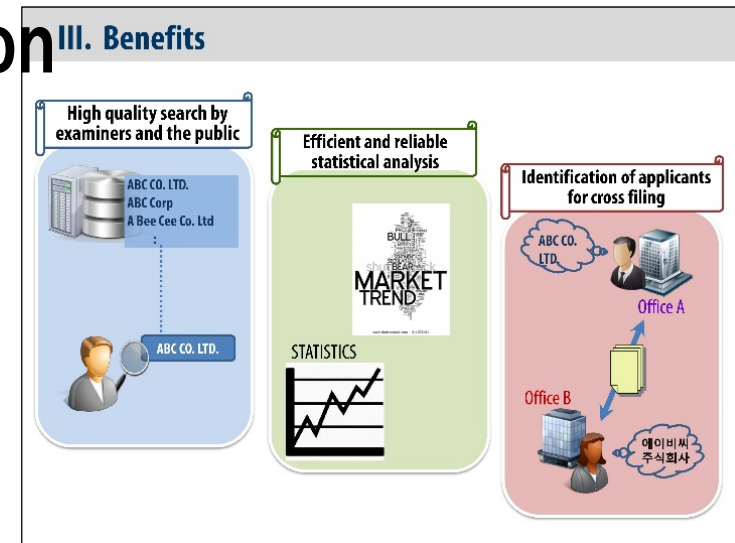 on
III. Benefits
High quality search by
examiners and the public
ABC CO. LTD.
ABC Corp
A Bee Cee Co. Ltd
:
ABC CO. LTD.
Efficient and reliable
statistical analysis
BULL
BEAR
MARKET
TREND
STATISTICS
Identification of applicants
for cross filing
ABC CO.
LTD.
Office A
Office B
에이비씨
주식회사